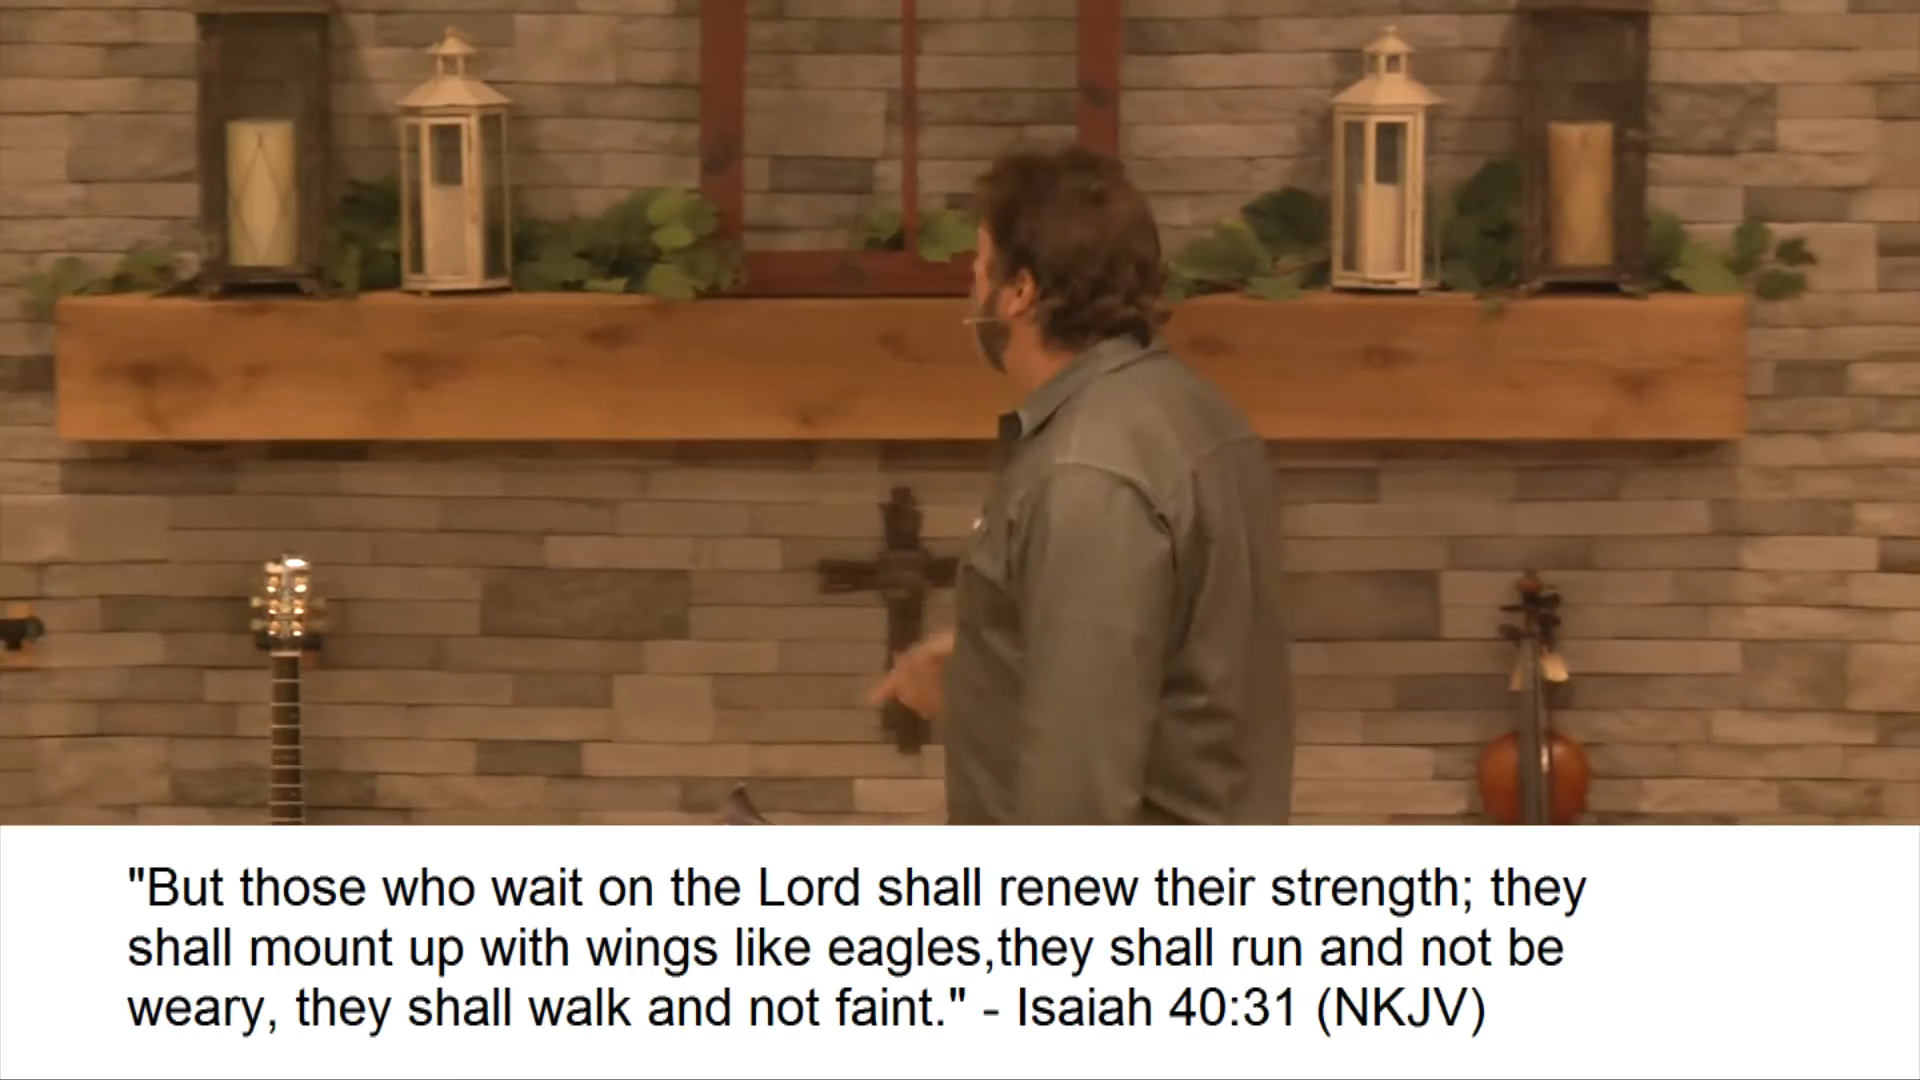 "But those who wait on the Lord shall renew their strength; they
shall mount up with wings like eagles,they shall run and not be
weary, they shall walk and not faint." - Isaiah 40:31 (NKJV)